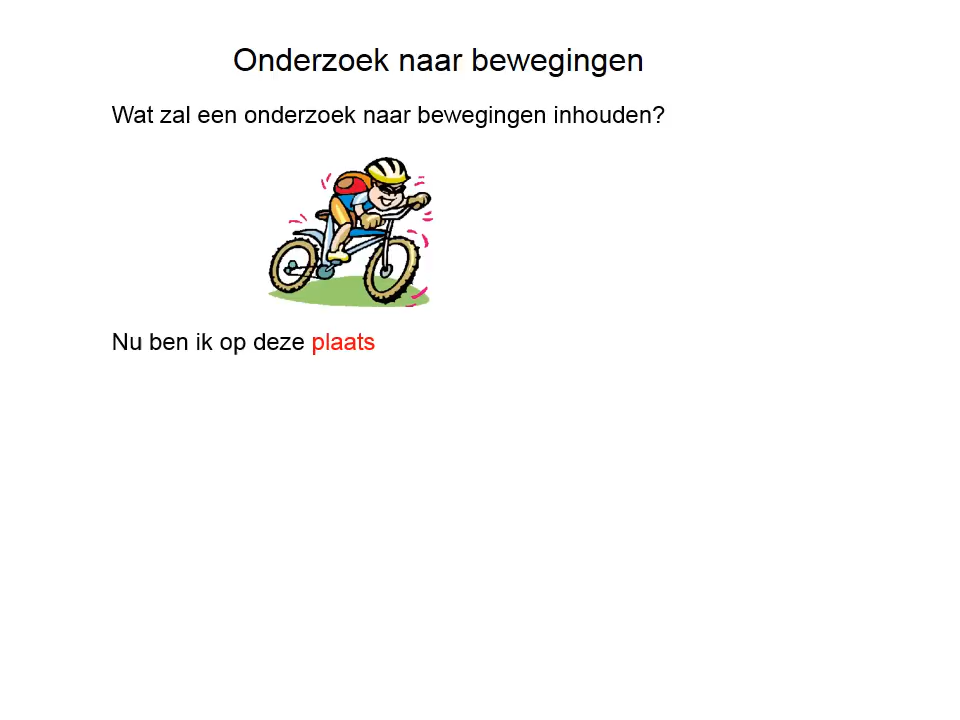 Onderzoek naar bewegingen
Wat zal een onderzoek naar bewegingen inhouden?
Nu ben ik op deze plaats